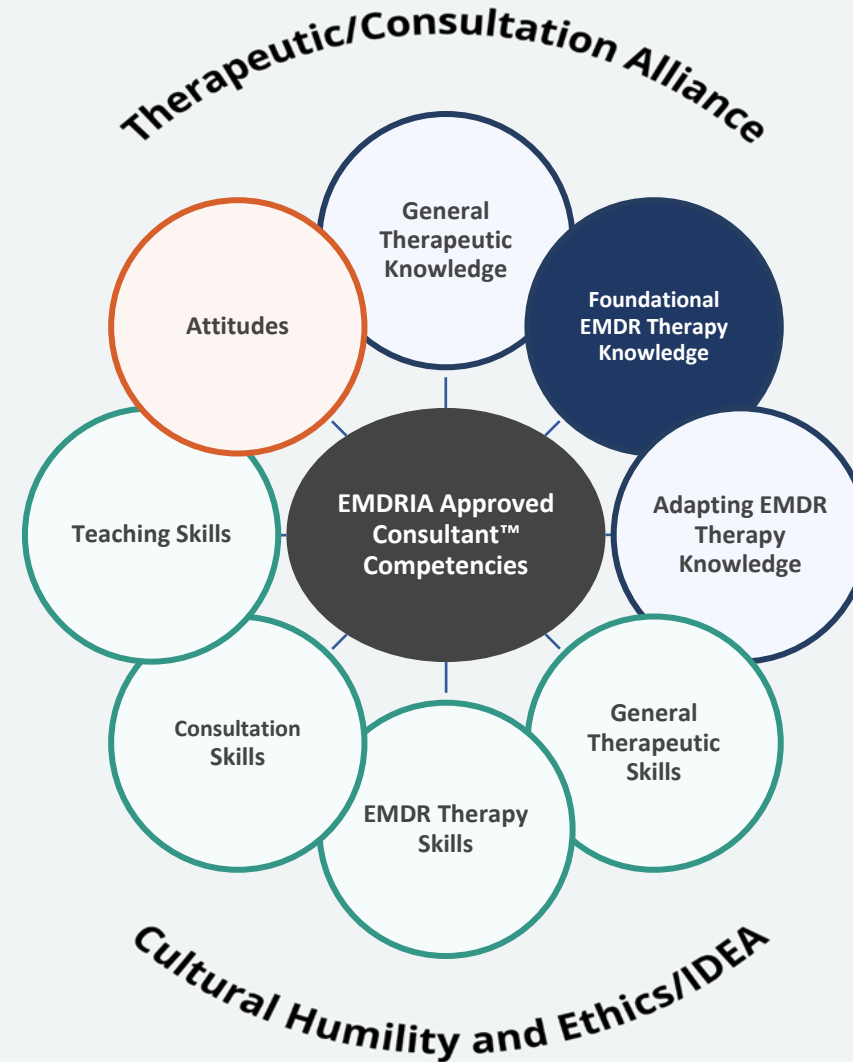 Therapeutic/Consultation Alliance
General
Therapeutic
Knowledge
Foundational
EMDR Therapy
Knowledge
Attitudes
EMDRIA Approved
Consultant™
Competencies
Adapting EMDR
Therapy
Knowledge
Teaching Skills
General
Therapeutic
Skills
Consultation
Skills
EMDR Therapy
Skills
Cultural Humility and Ethics/IDEA